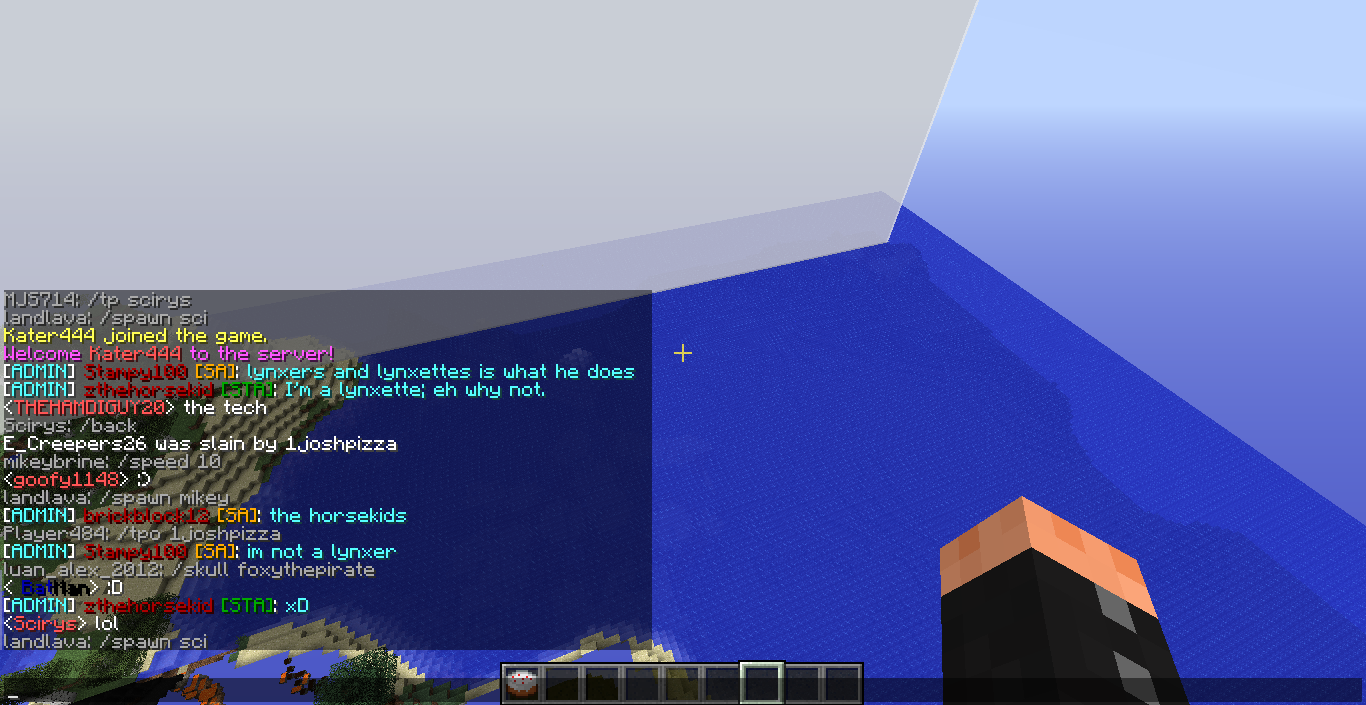 MJ5714: /tp scirys
landlava: /spawn sci
Kater444 joined the game.
Welcome Kater444 to the server!
[ADMIN] Stampy100 [SA]: lynxers and lynxettes is what he does
[ADMIN] zthehorsekid [STA]: I'm a lynxette; eh why not.
<THEHAMDIGUY20> the tech
Scirys: /back
E_Creepers26 was slain by 1joshpizza
mikeybrine: /speed 10
<goofy1148> :)
landlava: /spawn mikey
[ADMIN] brickblock12 [SA]: the horsekids
Player484: /tpo 1joshpizza
[ADMIN] Stampy100 [SA]: im not a lynxer
luan_alex_2012: /skull foxythepirate
< BatMan> :D
[ADMIN] zthehorsekid [STA]: xD
<Scirys> lol
landlava: /spawn sci
_